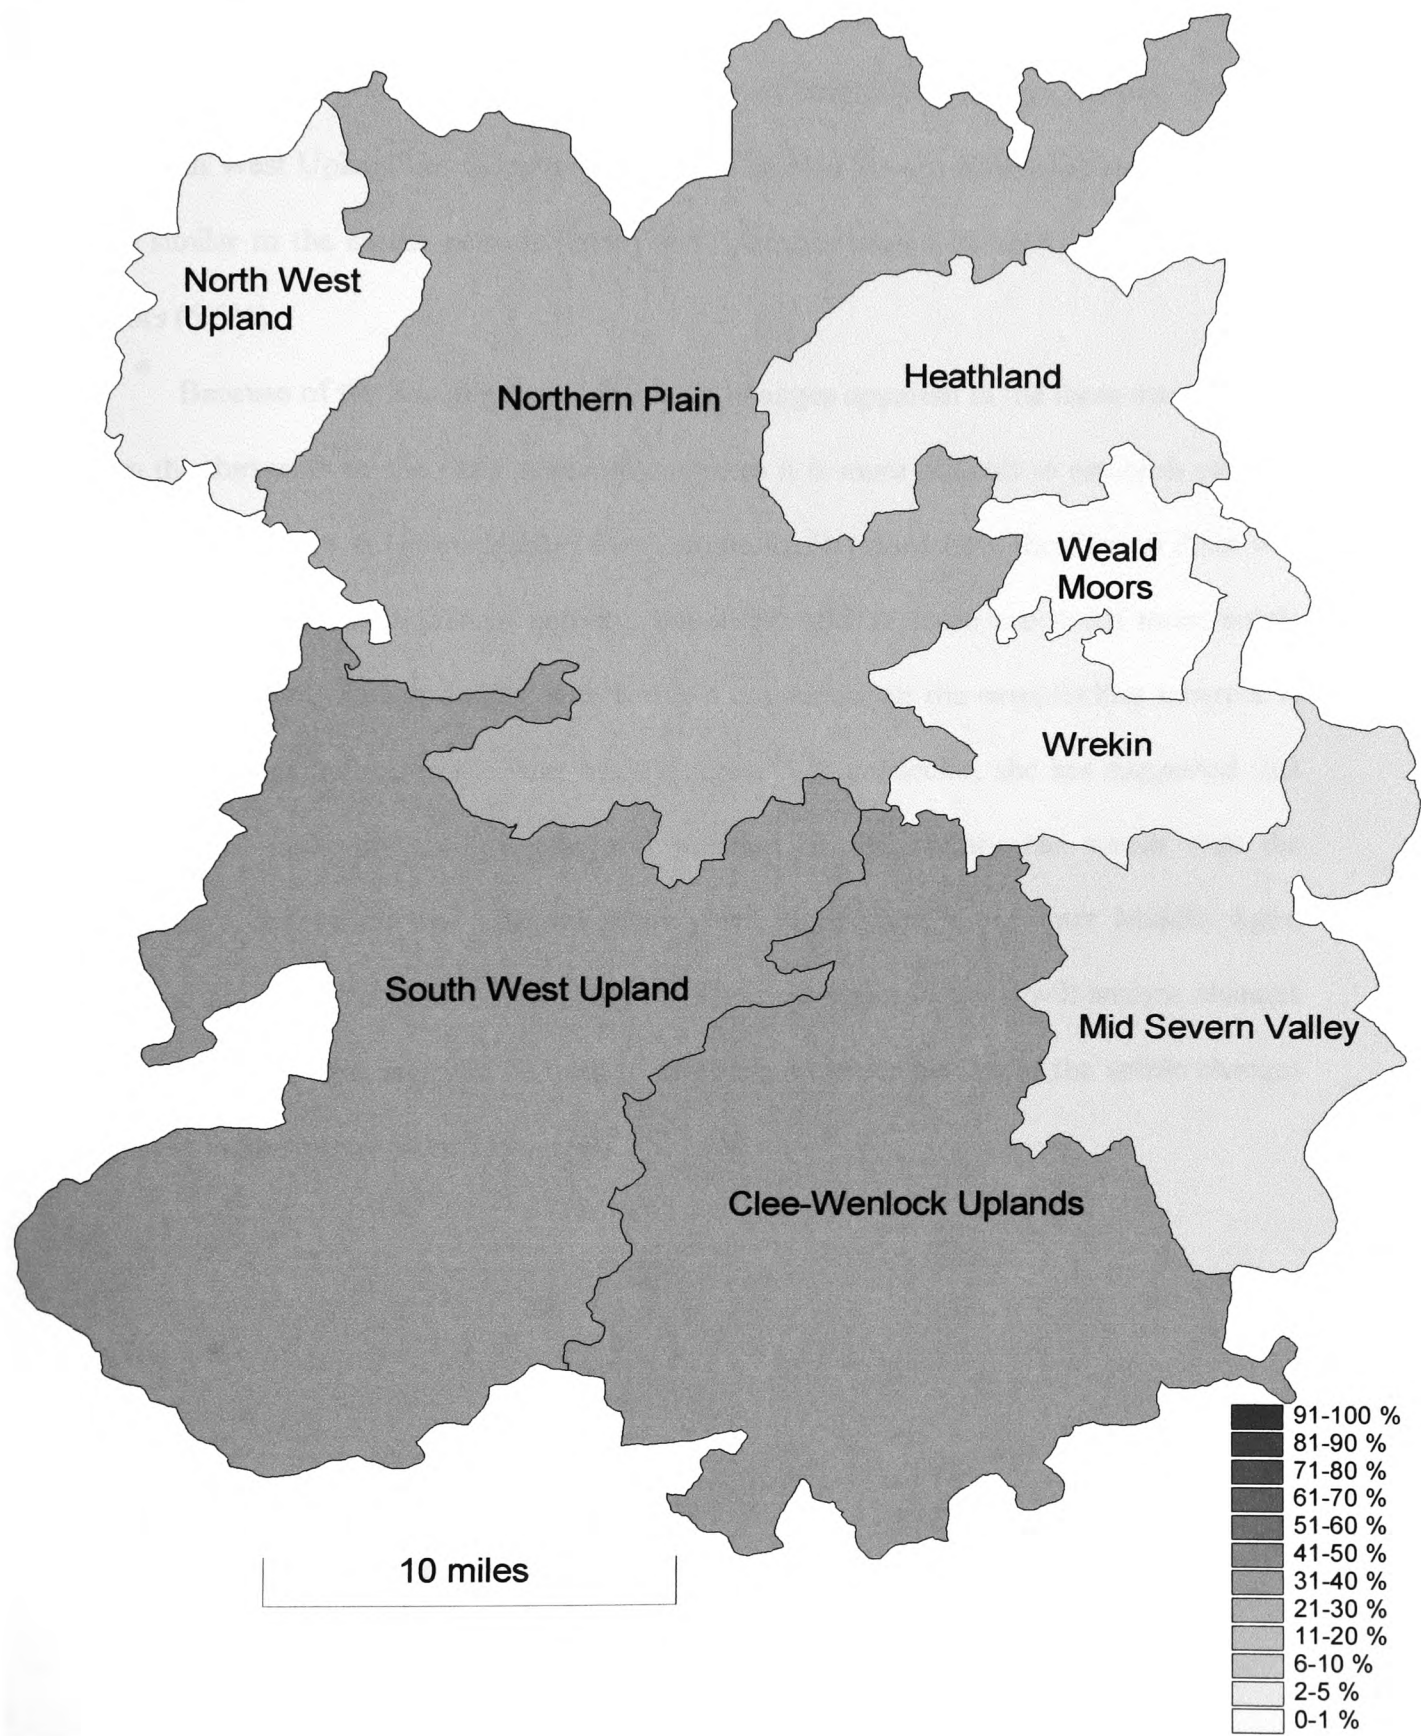 North West
Upland
Northern Plain
Heathland
Weald
Moors
Wrekin
South West Upland
Mid Severn Valley
Clee-Wenlock Uplands
10 miles
91-100 %
81-90 %
71-80 %
61-70 %
51-60 %
41-50 %
31-40 %
21-30 %
11-20 %
6-10 %
2-5 %
0-1 %